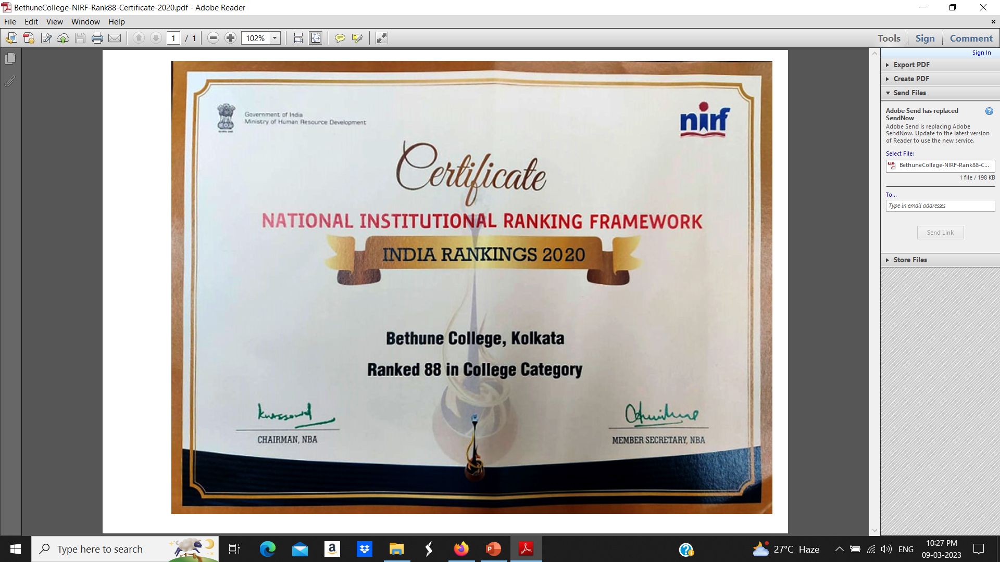 BethuneCollege-NIRF-Rank88-Certificate-2020.pdf - Adobe Reader
File Edit View Window Help
1 / 1 102% Tools Sign Comment
Sign In
Export PDF
Create PDF
Send Files
Adobe Send has replaced
SendNow
Adobe Send is replacing Adobe
SendNow. Update to the latest version
of Reader to use the new service.
Select File:
BethuneCollege-NIRF-Rank88-C...
1 file / 198 KB
To...
Type in email addresses
Send Link
Store Files
Government of India
Ministry of Human Resource Development
nirf
Certificate
NATIONAL INSTITUTIONAL RANKING FRAMEWORK
INDIA RANKINGS 2020
Bethune College, Kolkata
Ranked 88 in College Category
CHAIRMAN, NBA
MEMBER SECRETARY, NBA
Type here to search
27°C Haze
ENG
10:27 PM
09-03-2023